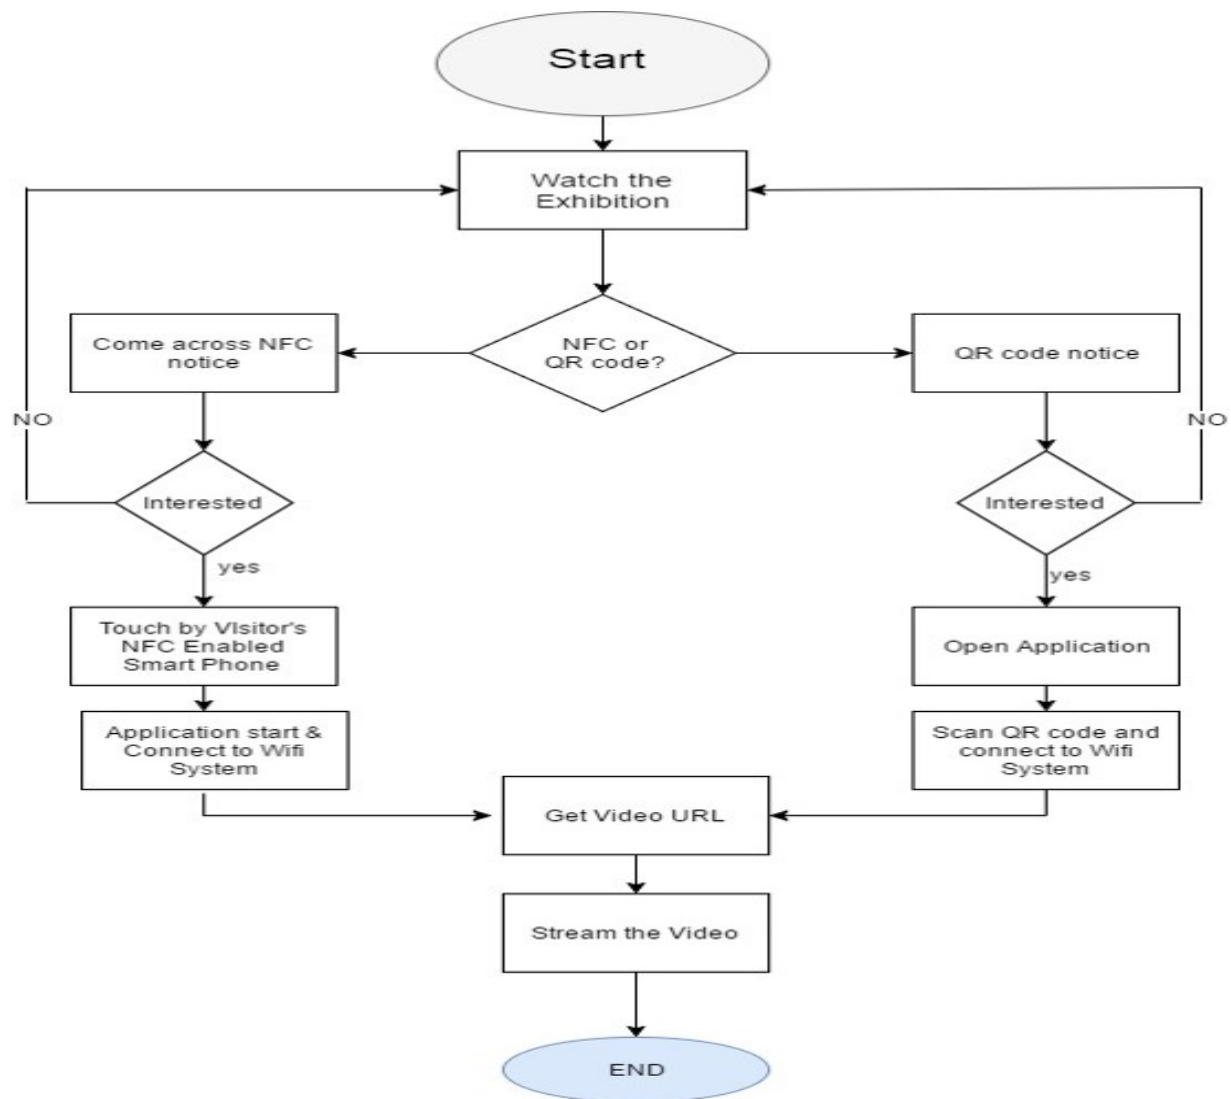 Start
Watch the
Exhibition
NFC or
QR code?
Come across NFC
notice
QR code notice
NO
NO
Interested
Interested
yes
yes
Touch by VIsitor's
NFC Enabled
Smart Phone
Open Application
Application start &
Connect to Wifi
System
Scan QR code and
connect to Wifi
System
Get Video URL
Stream the Video
END